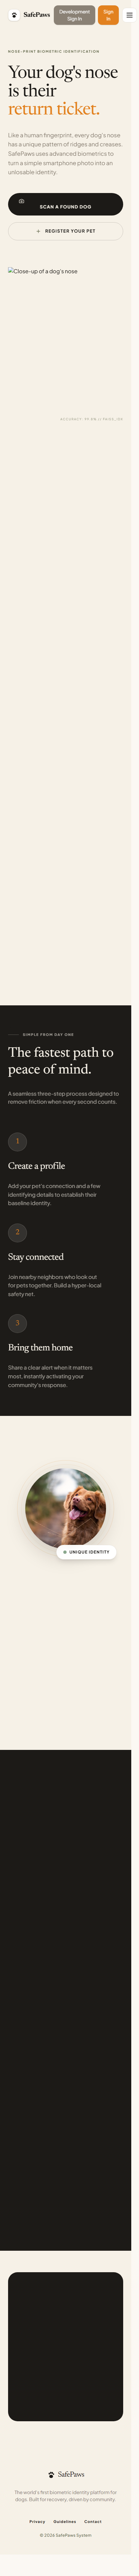 SafePaws
Development
Sign In
Sign
In
NOSE-PRINT BIOMETRIC IDENTIFICATION
Your dog's nose
is their
return ticket.
Like a human fingerprint, every dog's nose
has a unique pattern of ridges and creases.
SafePaws uses advanced biometrics to
turn a simple smartphone photo into an
unlosable identity.
SCAN A FOUND DOG
REGISTER YOUR PET
Close-up of a dog's nose
SIMPLE FROM DAY ONE
The fastest path to
peace of mind.
A seamless three-step process designed to
remove friction when every second counts.
1
Create a profile
Add your pet's connection and a few
identifying details to establish their
baseline identity.
2
Stay connected
Join nearby neighbors who look out
for pets together. Build a hyper-local
safety net.
3
Bring them home
Share a clear alert when it matters
most, instantly activating your
community's response.
UNIQUE IDENTITY
SafePaws
The world's first biometric identity platform for
dogs. Built for recovery, driven by community.
Privacy Guidelines Contact
© 2026 SafePaws System